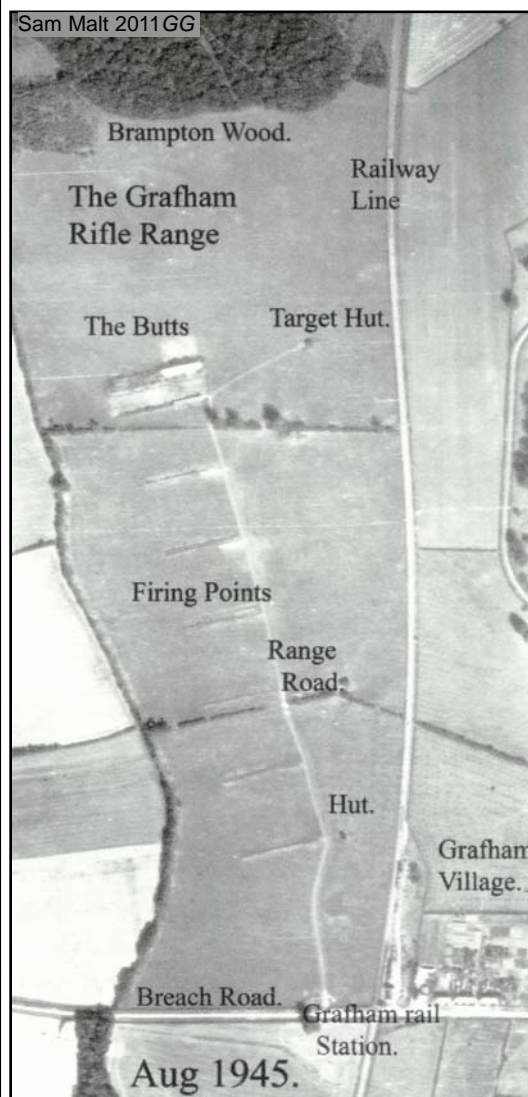 Sam Malt 2011GG
Brampton Wood.
The Grafham
Rifle Range
Railway
Line
The Butts
Target Hut.
Firing Points
Range
Road.
Hut.
Grafham
Village.
Breach Road.
Grafham rail
Station.
Aug 1945.